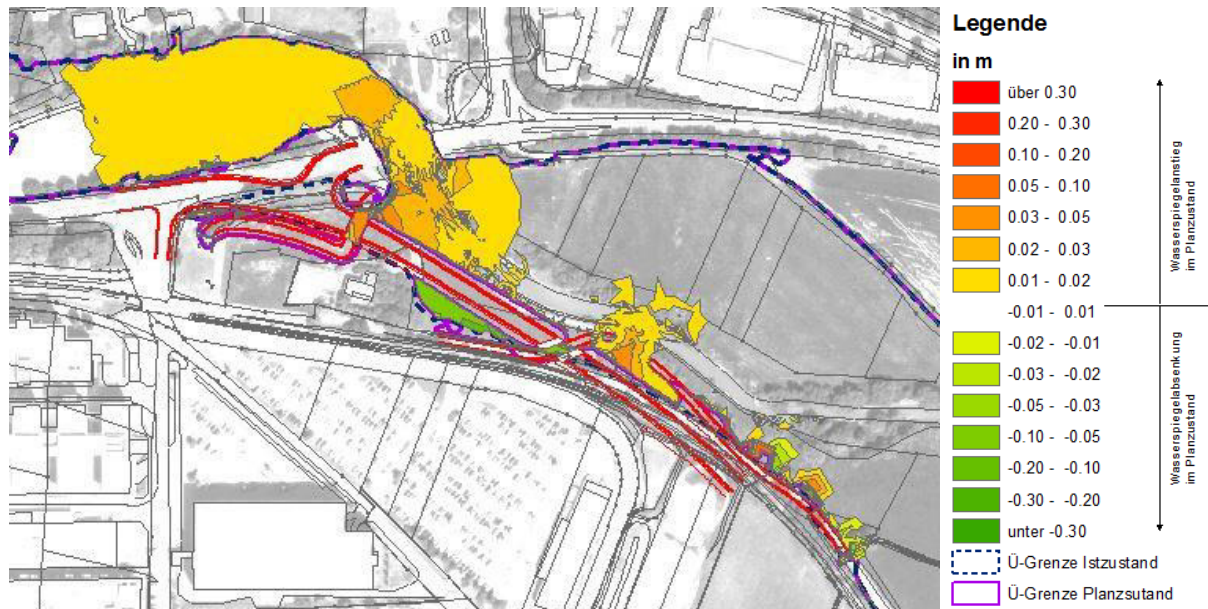 Legende
in m
über 0.30
0.20 - 0.30
0.10 - 0.20
0.05 - 0.10
0.03 - 0.05
0.02 - 0.03
0.01 - 0.02
-0.01 - 0.01
-0.02 - -0.01
-0.03 - -0.02
-0.05 - -0.03
-0.10 - -0.05
-0.20 - -0.10
-0.30 - -0.20
unter -0.30
Ü-Grenze Istzustand
Ü-Grenze Planzsutand
Wasserspiegelanstieg
im Planzustand
Wasserspiegelabsenkung
im Planzustand